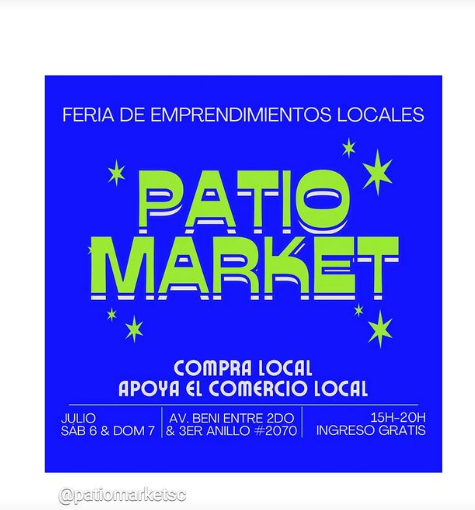 FERIA DE EMPRENDIMIENTOS LOCALES
PATIO
MARKET
COMPRA LOCAL
APOYA EL COMERCIO LOCAL
JULIO
SAB 6 & DOM 7
AV. BENI ENTRE 2DO
& 3ER ANILLO #2070
15H-20H
INGRESO GRATIS
@patiomarketsc